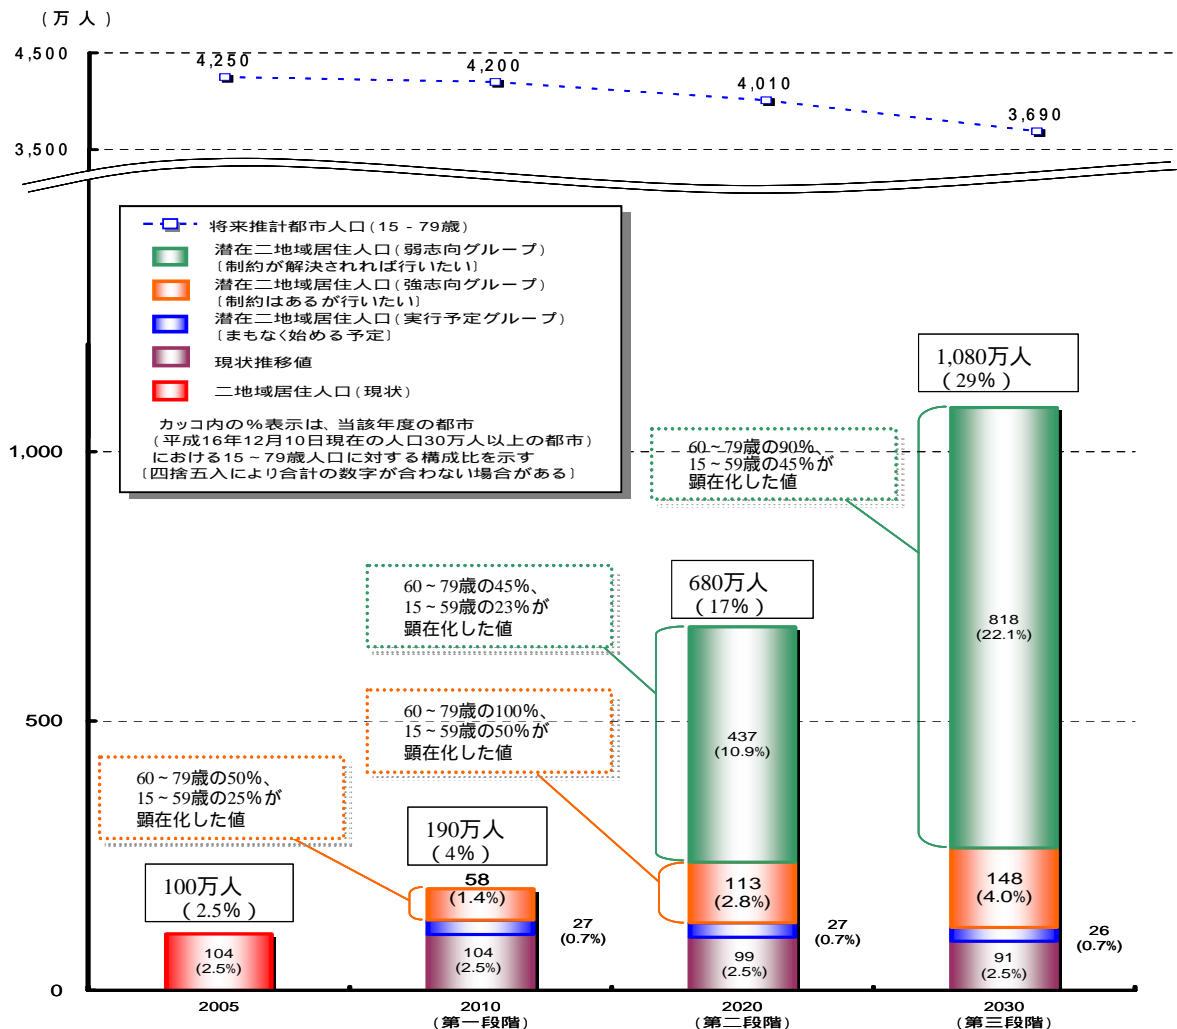 (万人)
4,500
4,250
4,200
4,010
3,690
3,500
将来推計都市人口(15-79歳)
潜在二地域居住人口(弱志向グループ)
〔制約が解決されれば行いたい〕
潜在二地域居住人口(強志向グループ)
〔制約はあるが行いたい〕
潜在二地域居住人口(実行予定グループ)
〔まもなく始める予定〕
現状推移値
二地域居住人口(現状)
カッコ内の%表示は、当該年度の都市
(平成16年12月10日現在の人口30万人以上の都市)
における15~79歳人口に対する構成比を示す
〔四捨五入により合計の数字が合わない場合がある〕
1,080万人
(29%)
1,000
60~79歳の90%、
15~59歳の45%が
顕在化した値
60~79歳の45%、
15~59歳の23%が
顕在化した値
680万人
(17%)
818
(22.1%)
500
60~79歳の100%、
15~59歳の50%が
顕在化した値
437
(10.9%)
60~79歳の50%、
15~59歳の25%が
顕在化した値
190万人
(4%)
100万人
(2.5%)
58
(1.4%)
113
(2.8%)
148
(4.0%)
27
(0.7%)
27
(0.7%)
26
(0.7%)
104
(2.5%)
104
(2.5%)
99
(2.5%)
91
(2.5%)
0
2005
2010
(第一段階)
2020
(第二段階)
2030
(第三段階)